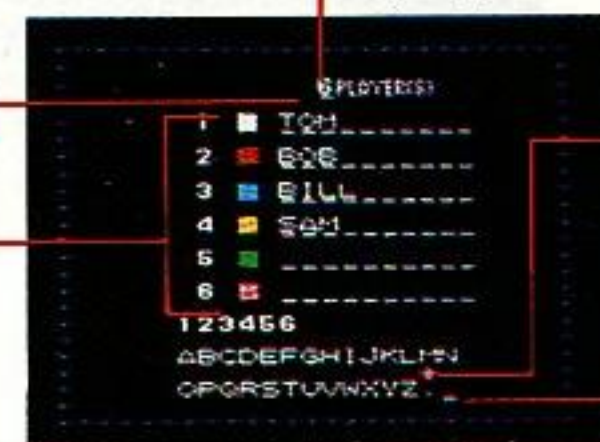 6 PLAYER(S)
1 TOM
2 BOB
3 BILL
4 SAM
5
6
123456
ABCDEFGHIJKLMN
OPQRSTUVWXYZ._